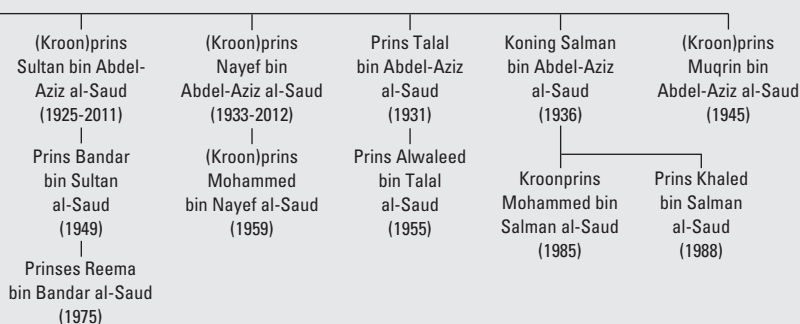 (Kroon)prins
Sultan bin Abdel-
Aziz al-Saud
(1925-2011)
(Kroon)prins
Nayef bin
Abdel-Aziz al-Saud
(1933-2012)
Prins Talal
bin Abdel-Aziz
al-Saud
(1931)
Koning Salman
bin Abdel-Aziz
al-Saud
(1936)
(Kroon)prins
Muqrin bin
Abdel-Aziz al-Saud
(1945)
Prins Bandar
bin Sultan
al-Saud
(1949)
(Kroon)prins
Mohammed
bin Nayef al-Saud
(1959)
Prins Alwaleed
bin Talal
al-Saud
(1955)
Kroonprins
Mohammed bin
Salman al-Saud
(1985)
Prins Khaled
bin Salman
al-Saud
(1988)
Prinses Reema
bin Bandar al-Saud
(1975)